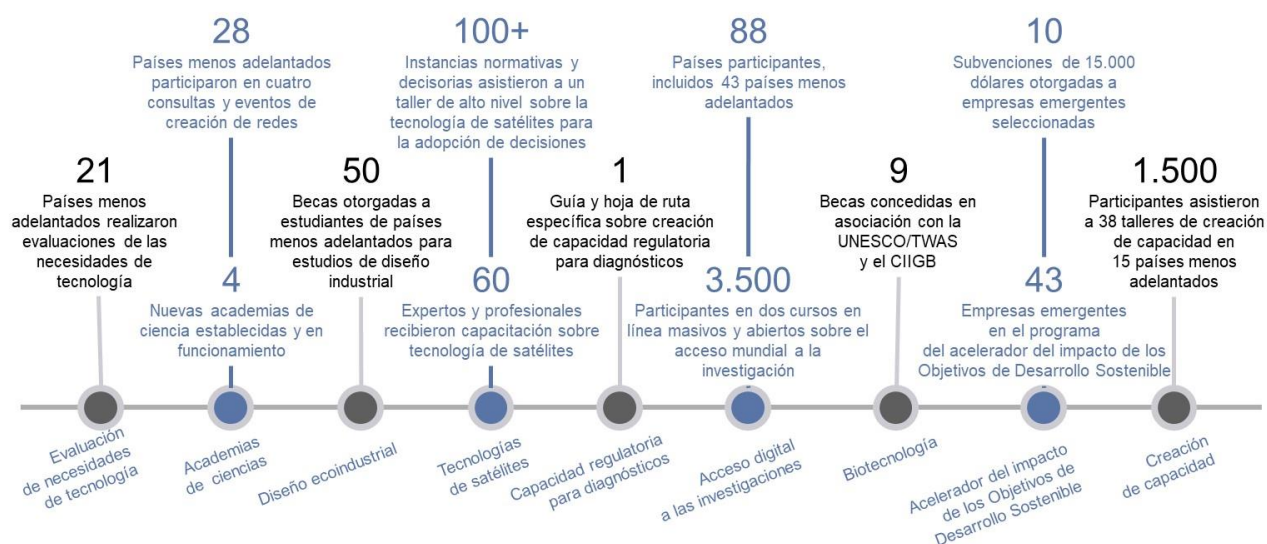 21
Países menos
adelantados realizaron
evaluaciones de las
necesidades de
tecnología
Evaluación
de necesidades
de tecnología
28
Países menos adelantados
participaron en cuatro
consultas y eventos de
creación de redes
4
Nuevas academias de
ciencia establecidas y en
funcionamiento
Academias
de ciencias
50
Becas otorgadas a
estudiantes de países
menos adelantados para
estudios de diseño
industrial
Diseño ecoindustrial
100+
Instancias normativas y
decisorias asistieron a un
taller de alto nivel sobre la
tecnología de satélites para
la adopción de decisiones
60
Expertos y profesionales
recibieron capacitación sobre
tecnología de satélites
Tecnologías
de satélites
1
Guía y hoja de ruta
específica sobre creación
de capacidad regulatoria
para diagnósticos
Capacidad regulatoria
para diagnósticos
88
Países participantes,
incluidos 43 países menos
adelantados
3.500
Participantes en dos cursos en
línea masivos y abiertos sobre el
acceso mundial a la
investigación
Acceso digital
a las investigaciones
9
Becas concedidas en
asociación con la
UNESCO/TWAS
y el CIIGB
Biotecnología
10
Subvenciones de 15.000
dólares otorgadas a
empresas emergentes
seleccionadas
43
Empresas emergentes
en el programa
del acelerador del impacto de los
Objetivos de Desarrollo Sostenible
Acelerador del impacto
de los Objetivos de
Desarrollo Sostenible
1.500
Participantes asistieron
a 38 talleres de creación
de capacidad en
15 países menos
adelantados
Creación
de capacidad